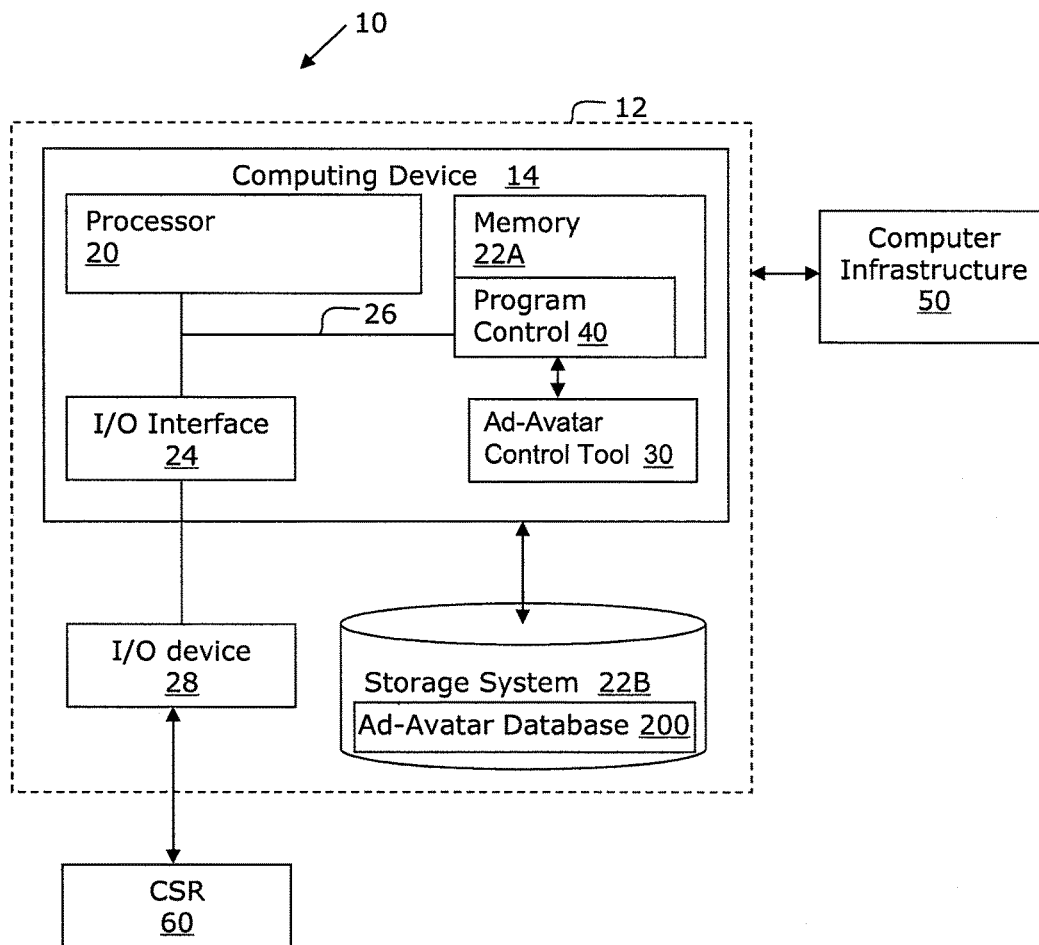 10
12
Computing Device 14
Processor
20
Memory
22A
Program
Control 40
26
Computer
Infrastructure
50
I/O Interface
24
Ad-Avatar
Control Tool 30
I/O device
28
Storage System 22B
Ad-Avatar Database 200
CSR
60